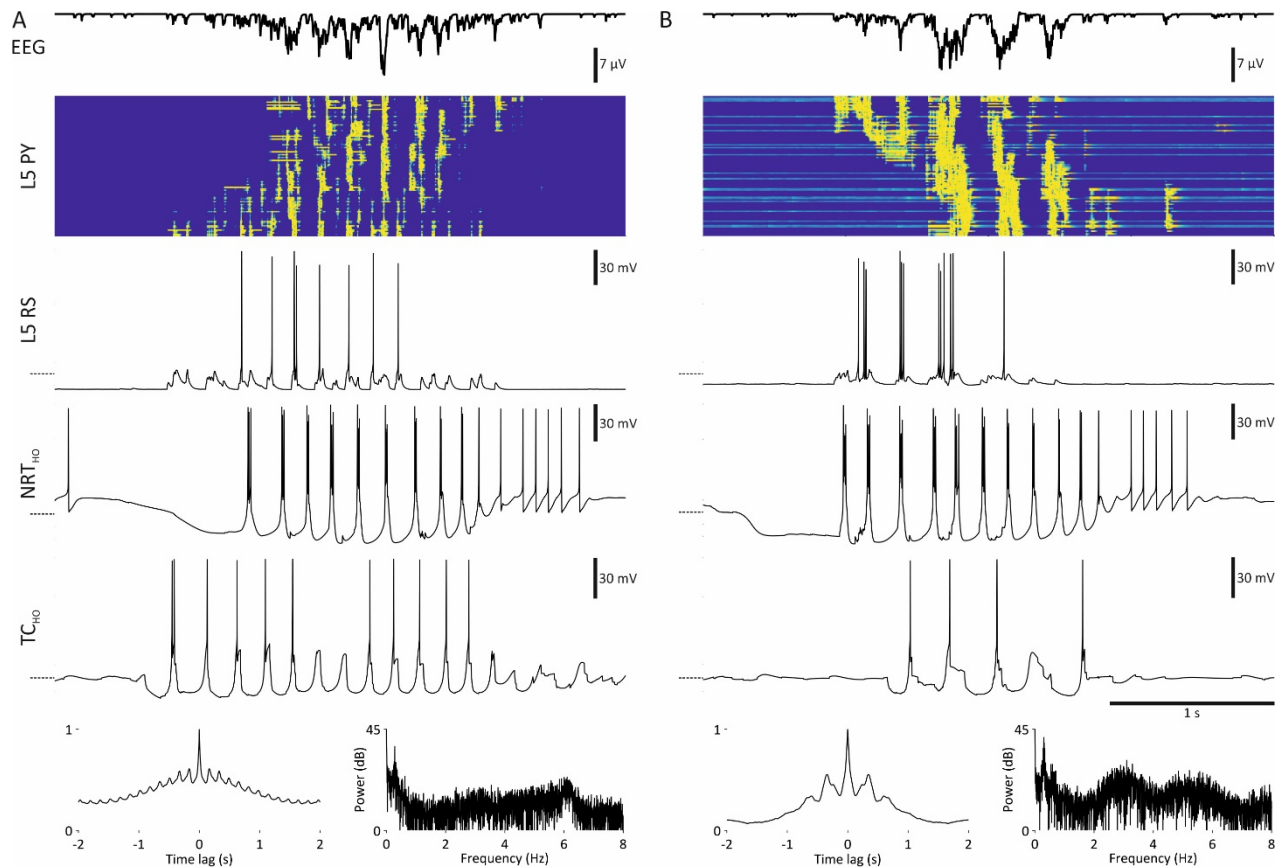 A
EEG
7 µV
L5 PY
L5 RS
30 mV
NRTHO
30 mV
TCHO
30 mV
1
0
-2 -1 0 1 2
Time lag (s)
45
Power (dB)
0
0 2 4 6 8
Frequency (Hz)
B
7 µV
30 mV
30 mV
30 mV
1 s
1
0
-2 -1 0 1 2
Time lag (s)
45
Power (dB)
0
0 2 4 6 8
Frequency (Hz)